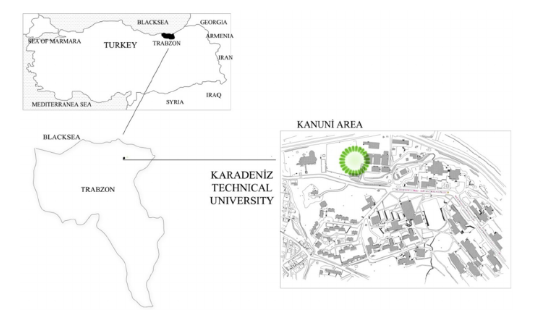 BLACKSEA
GEORGIA
SEA OF MARMARA
TURKEY
TRABZON
ARMENIA
IRAN
MEDITERRANEA SEA
SYRIA
IRAQ
BLACKSEA
TRABZON
KARADENİZ
TECHNICAL
UNIVERSITY
KANUNİ AREA